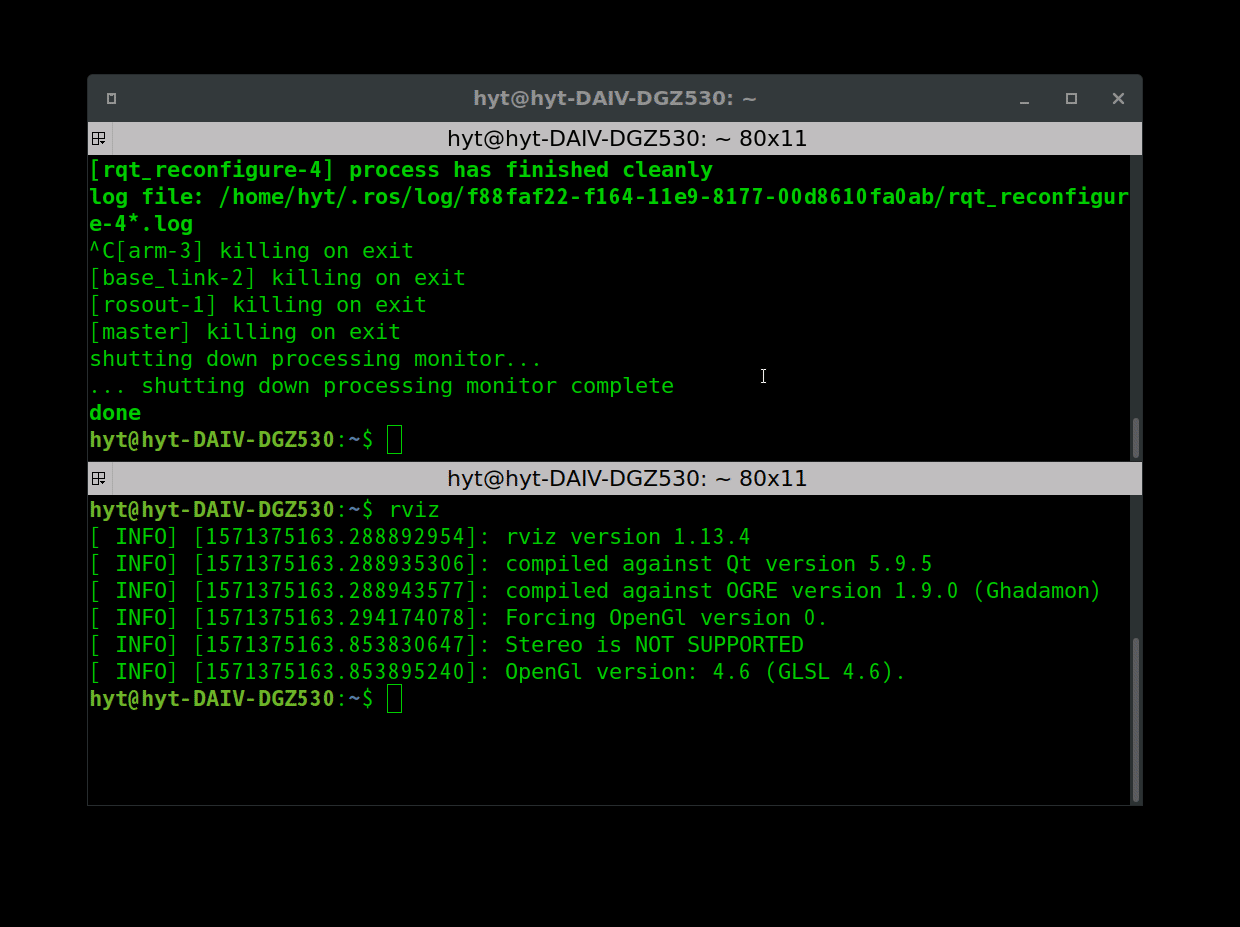 hyt@hyt-DAIV-DGZ530: ~
hyt@hyt-DAIV-DGZ530: ~ 80x11
[rqt_reconfigure-4] process has finished cleanly
log file: /home/hyt/.ros/log/f88faf22-f164-11e9-8177-00d8610fa0ab/rqt_reconfigur
e-4*.log
^C[arm-3] killing on exit
[base_link-2] killing on exit
[rosout-1] killing on exit
[master] killing on exit
shutting down processing monitor...
... shutting down processing monitor complete
done
hyt@hyt-DAIV-DGZ530:~$
hyt@hyt-DAIV-DGZ530: ~ 80x11
hyt@hyt-DAIV-DGZ530:~$ rviz
[ INFO] [1571375163.288892954]: rviz version 1.13.4
[ INFO] [1571375163.288935306]: compiled against Qt version 5.9.5
[ INFO] [1571375163.288943577]: compiled against OGRE version 1.9.0 (Ghadamon)
[ INFO] [1571375163.294174078]: Forcing OpenGl version 0.
[ INFO] [1571375163.853830647]: Stereo is NOT SUPPORTED
[ INFO] [1571375163.853895240]: OpenGl version: 4.6 (GLSL 4.6).
hyt@hyt-DAIV-DGZ530:~$